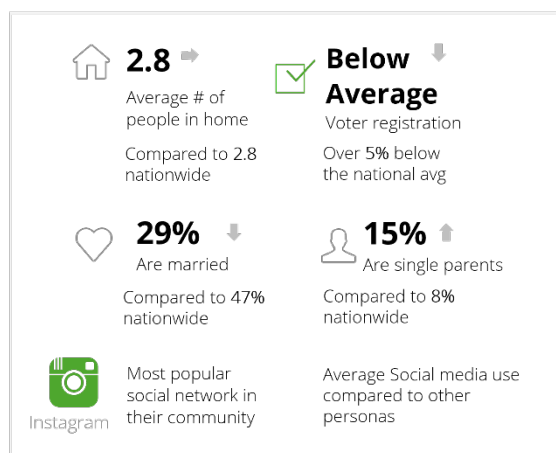 2.8
Average # of
people in home
Compared to 2.8
nationwide
Below
Average
Voter registration
Over 5% below
the national avg
29%
Are married
Compared to 47%
nationwide
15%
Are single parents
Compared to 8%
nationwide
Instagram
Most popular
social network in
their community
Average Social media use
compared to other
personas